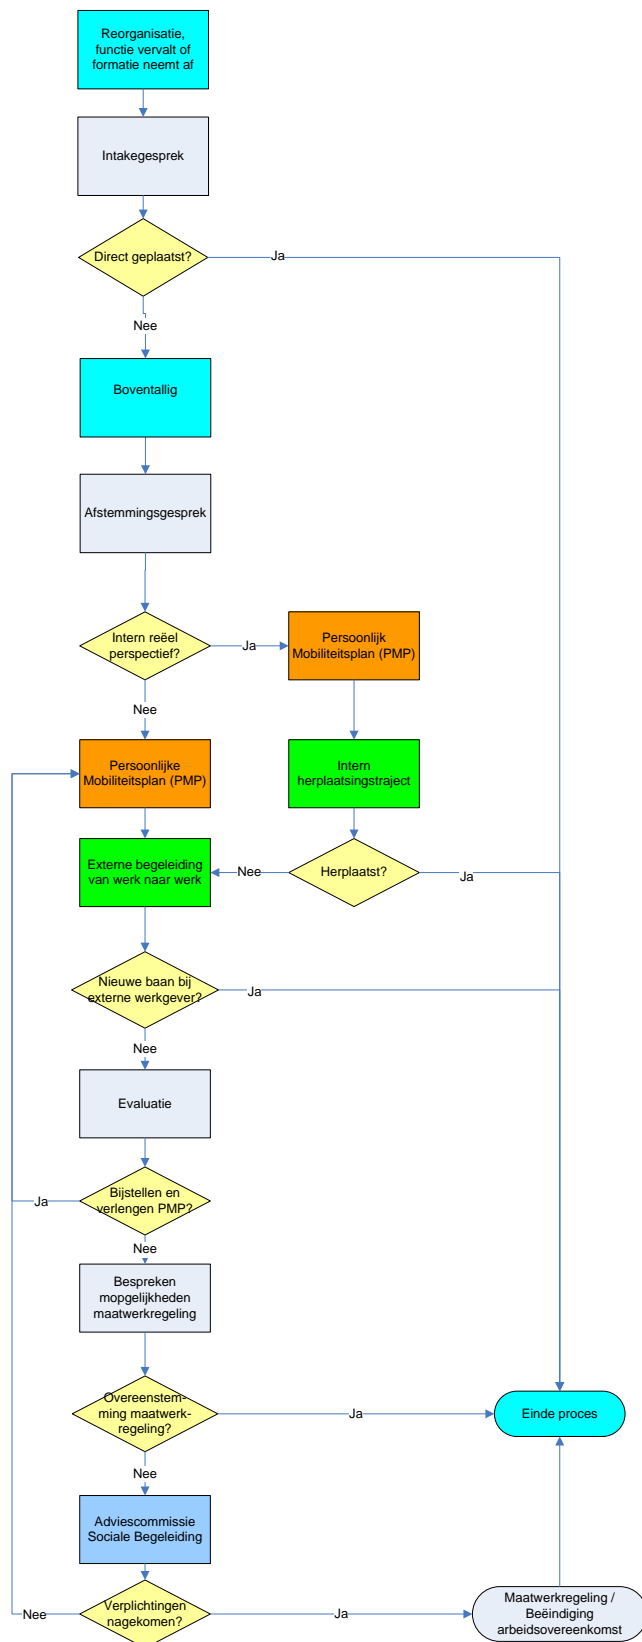 Reorganisatie,
functie vervalt of
formatie neemt af
Intakegesprek
Direct geplaatst?
Ja
Nee
Boventallig
Afstemmingsgesprek
Intern reëel
perspectief?
Ja
Persoonlijk
Mobiliteitsplan (PMP)
Nee
Persoonlijke
Mobiliteitsplan (PMP)
Intern
herplaatsingstraject
Externe begeleiding
van werk naar werk
Nee
Herplaatst?
Ja
Nieuwe baan bij
externe werkgever?
Ja
Nee
Evaluatie
Bijstellen en
verlengen PMP?
Ja
Nee
Bespreken
mopgelijkheden
maatwerkregeling
Overeenstem-
ming maatwerk-
regeling?
Ja
Einde proces
Nee
Adviescommissie
Sociale Begeleiding
Nee
Verplichtingen
nagekomen?
Ja
Maatwerkregeling /
Beëindiging
arbeidsovereenkomst